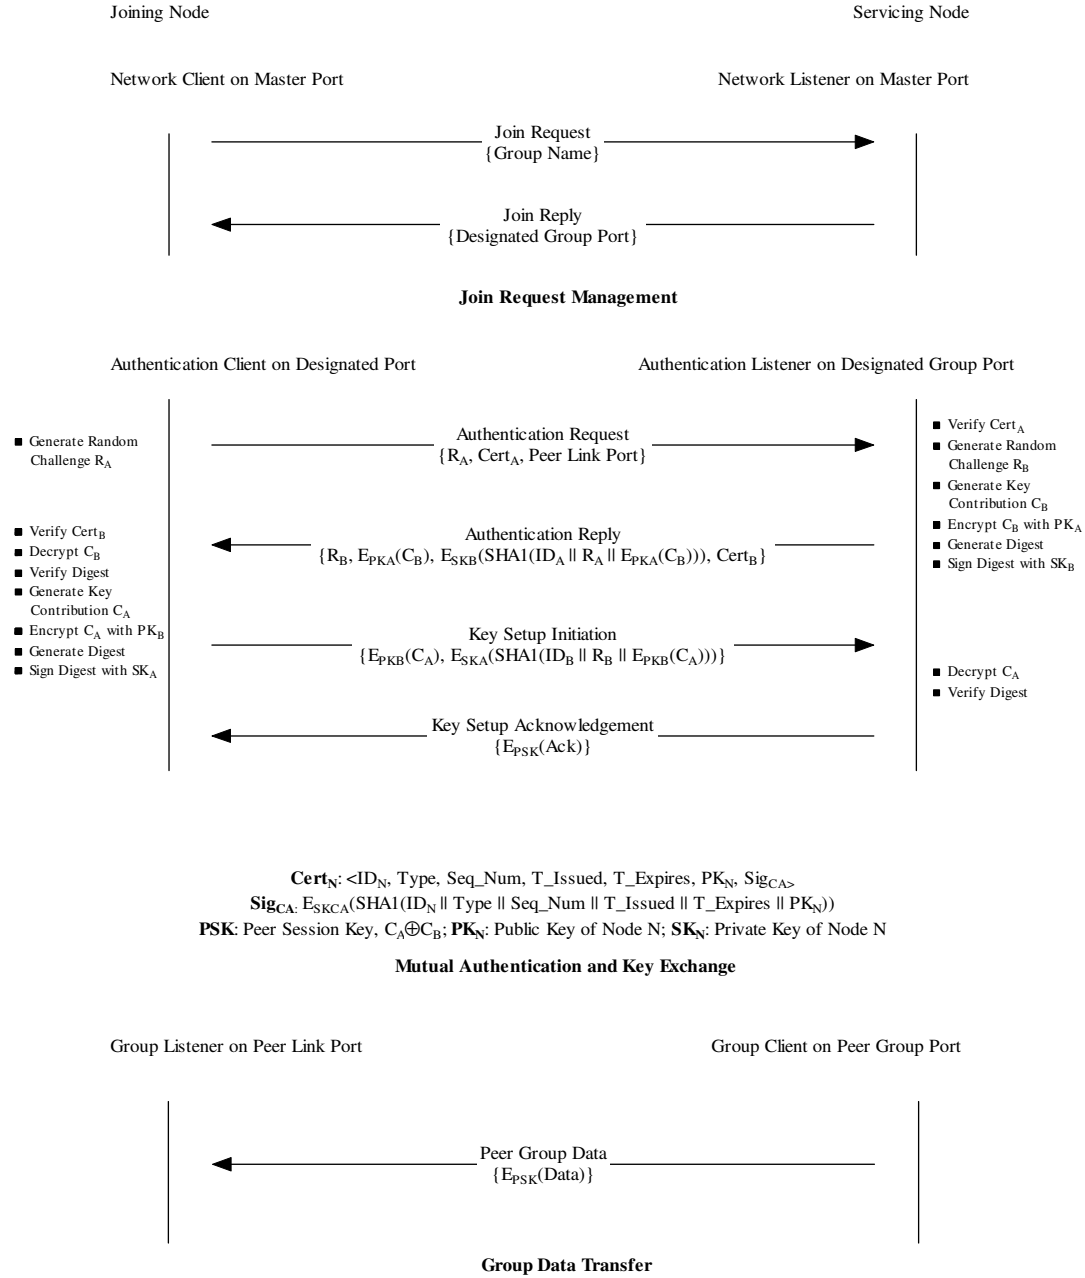 Joining Node
Servicing Node
Network Client on Master Port
Network Listener on Master Port
Join Request
{Group Name}
Join Reply
{Designated Group Port}
Join Request Management
Authentication Client on Designated Port
Authentication Listener on Designated Group Port
■ Generate Random
Challenge R_A
Authentication Request
{R_A, Cert_A, Peer Link Port}
■ Verify Cert_A
■ Generate Random
Challenge R_B
■ Generate Key
Contribution C_B
■ Encrypt C_B with PK_A
■ Generate Digest
■ Sign Digest with SK_B
Authentication Reply
{R_B, E_PKA(C_B), E_SKB(SHA1(ID_A || R_A || E_PKA(C_B))), Cert_B}
■ Verify Cert_B
■ Decrypt C_B
■ Verify Digest
■ Generate Key
Contribution C_A
■ Encrypt C_A with PK_B
■ Generate Digest
■ Sign Digest with SK_A
Key Setup Initiation
{E_PKB(C_A), E_SKA(SHA1(ID_B || R_B || E_PKB(C_A)))}
■ Decrypt C_A
■ Verify Digest
Key Setup Acknowledgement
{E_PSK(Ack)}
Cert_N: <ID_N, Type, Seq_Num, T_Issued, T_Expires, PK_N, Sig_CA>
Sig_CA: E_SKCA(SHA1(ID_N || Type || Seq_Num || T_Issued || T_Expires || PK_N))
PSK: Peer Session Key, C_A⊕C_B; PK_N: Public Key of Node N; SK_N: Private Key of Node N
Mutual Authentication and Key Exchange
Group Listener on Peer Link Port
Group Client on Peer Group Port
Peer Group Data
{E_PSK(Data)}
Group Data Transfer